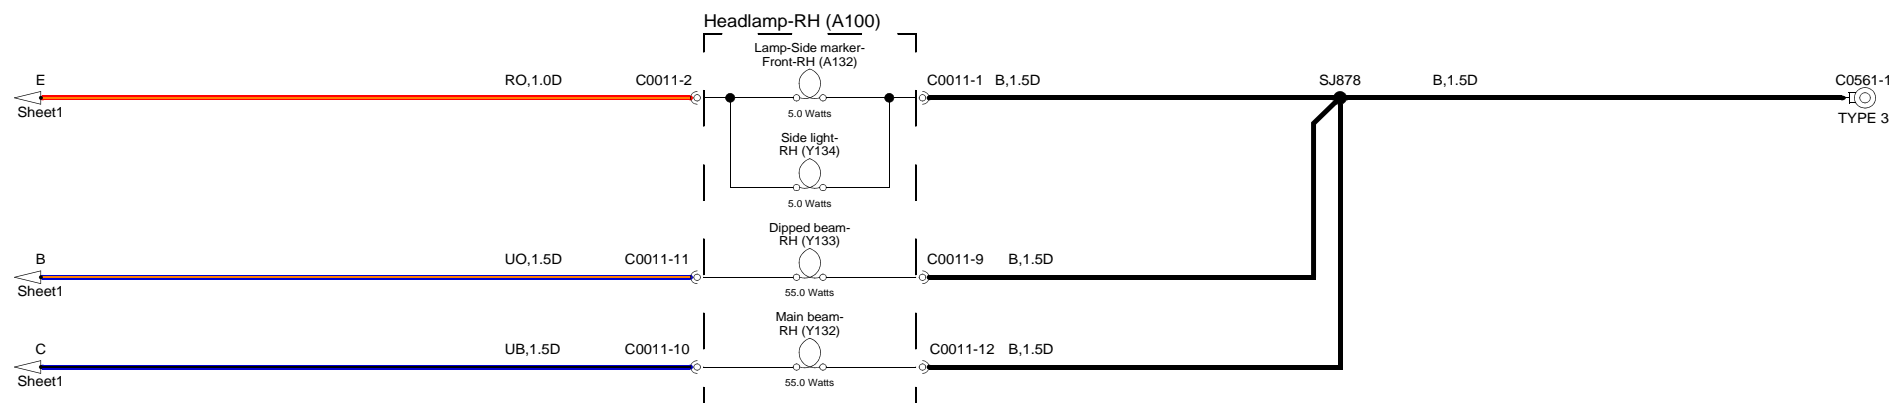 Headlamp-RH (A100)
Lamp-Side marker-
Front-RH (A132)
E
RO,1.0D
C0011-2
C0011-1
B,1.5D
SJ878
B,1.5D
C0561-1
Sheet1
5.0 Watts
TYPE 3
Side light-
RH (Y134)
5.0 Watts
Dipped beam-
RH (Y133)
B
UO,1.5D
C0011-11
C0011-9
B,1.5D
Sheet1
55.0 Watts
Main beam-
RH (Y132)
C
UB,1.5D
C0011-10
C0011-12
B,1.5D
Sheet1
55.0 Watts